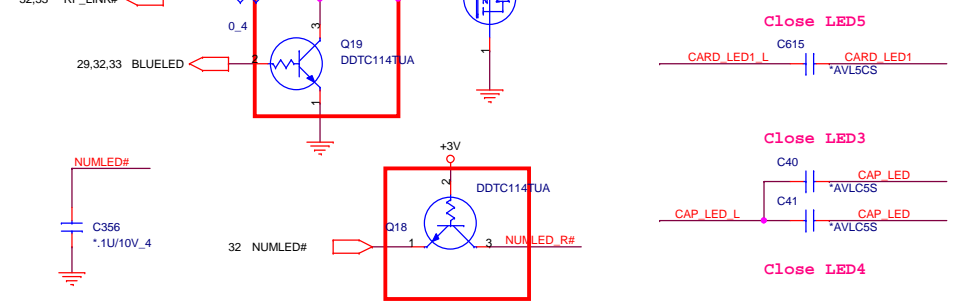 0_4
3
Q19
DDTC114TUA
29,32,33 BLUELED
2
1
1
Close LED5
C615
CARD_LED1_L
CARD_LED1
*AVL5CS
NUMLED#
C356
*.1U/10V_4
+3V
2
DDTC114TUA
Q18
32 NUMLED#
1
3
NUMLED_R#
Close LED3
C40
CAP_LED
*AVLC5S
C41
CAP_LED_L
CAP_LED
*AVLC5S
Close LED4